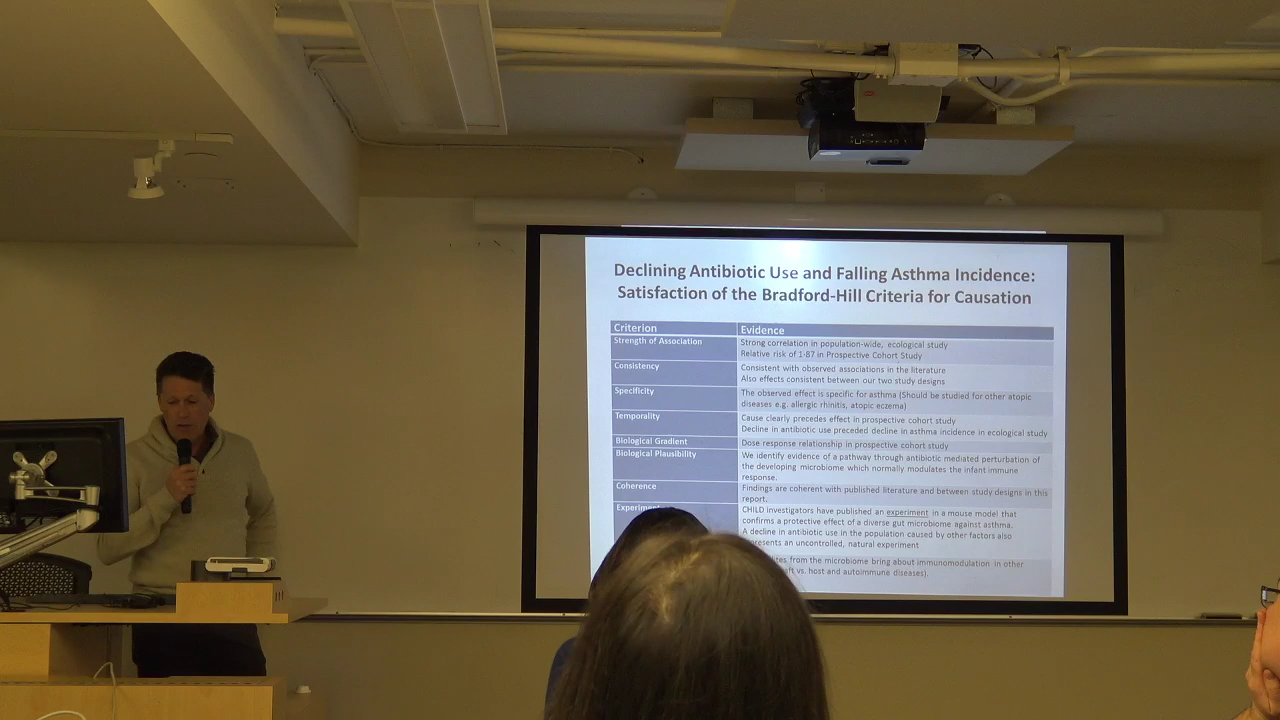 Declining Antibiotic Use and Falling Asthma Incidence:
Satisfaction of the Bradford-Hill Criteria for Causation
Criterion Evidence
Strength of Association Strong correlation in population-wide, ecological study
Relative risk of 1·87 in Prospective Cohort Study
Consistency Consistent with observed associations in the literature
Also effects consistent between our two study designs
Specificity The observed effect is specific for asthma (Should be studied for other atopic
diseases e.g. allergic rhinitis, atopic eczema)
Temporality Cause clearly precedes effect in prospective cohort study
Decline in antibiotic use preceded decline in asthma incidence in ecological study
Biological Gradient Dose response relationship in prospective cohort study
Biological Plausibility We identify evidence of a pathway through antibiotic mediated perturbation of
the developing microbiome which normally modulates the infant immune
response.
Coherence Findings are coherent with published literature and between study designs in this
report.
CHILD investigators have published an experiment in a mouse model that
confirms a protective effect of a diverse gut microbiome against asthma.
A decline in antibiotic use in the population caused by other factors also
an uncontrolled, natural experiment
from the microbiome bring about immunomodulation in other
vs. host and autoimmune diseases).